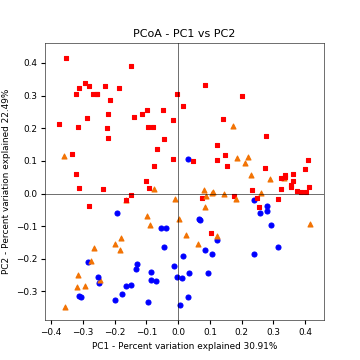 PCoA - PC1 vs PC2
PC2 - Percent variation explained 22.49%
0.4
0.3
0.2
0.1
0.0
−0.1
−0.2
−0.3
−0.4 −0.3 −0.2 −0.1 0.0 0.1 0.2 0.3 0.4
PC1 - Percent variation explained 30.91%